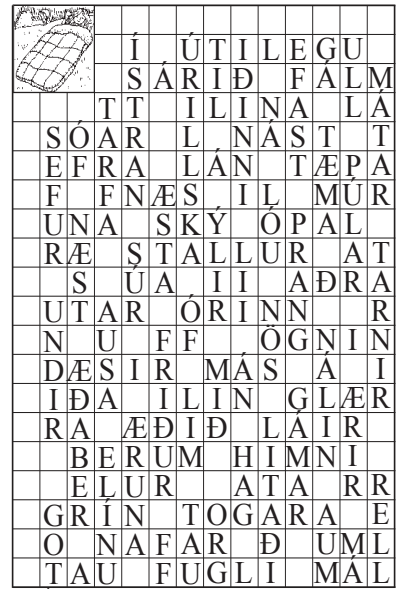 Í ÚTILEGU
SÁRIÐ FÁLM
TT ILINA LÁ
SÓAR L NÁST T
EFRA LÁN TÆPA
F FNÆS IL MÚR
UNA SKÝ ÓPAL
RÆ STALLUR AT
S ÚA II AÐRA
UTAR ÓRINN R
N U FF ÖGNIN
DÆSIR MÁS Á I
IÐA ILIN GLÆR
RA ÆÐIÐ LÁIR
BERUM HIMNI
ELUR ATA RR
GRÍN TOGARA E
O NAFAR Ð UML
TAU FUGLI MÁL